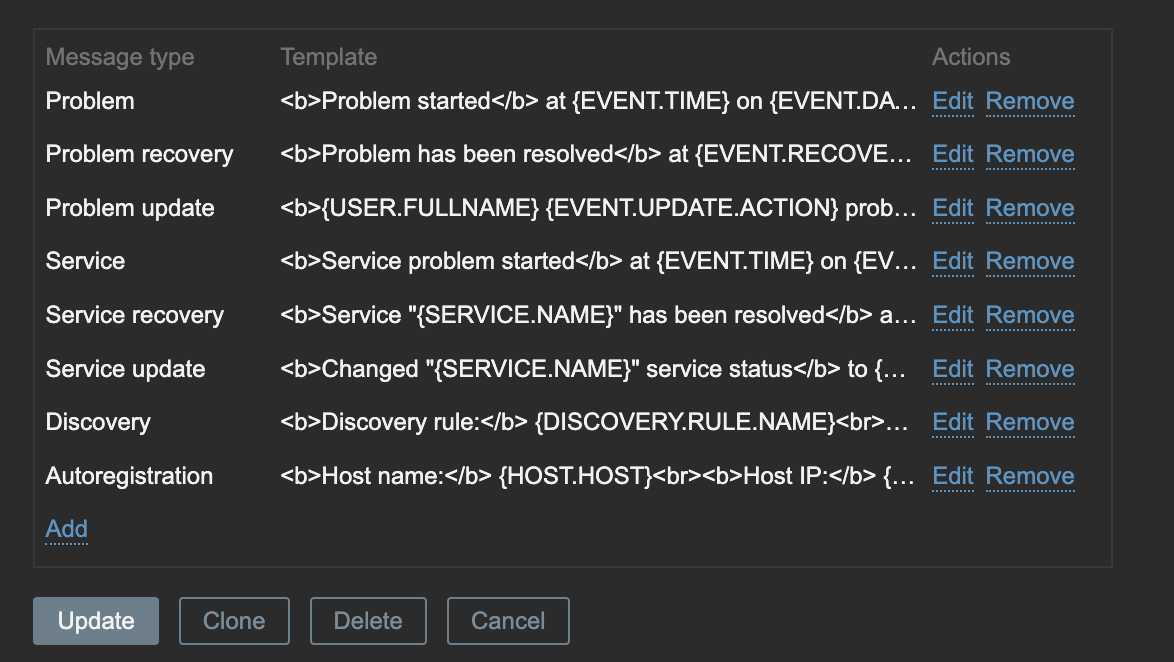 Message type Template Actions
Problem <b>Problem started</b> at {EVENT.TIME} on {EVENT.DA... Edit Remove
Problem recovery <b>Problem has been resolved</b> at {EVENT.RECOVE... Edit Remove
Problem update <b>{USER.FULLNAME} {EVENT.UPDATE.ACTION} prob... Edit Remove
Service <b>Service problem started</b> at {EVENT.TIME} on {EV... Edit Remove
Service recovery <b>Service "{SERVICE.NAME}" has been resolved</b> a... Edit Remove
Service update <b>Changed "{SERVICE.NAME}" service status</b> to {... Edit Remove
Discovery <b>Discovery rule:</b> {DISCOVERY.RULE.NAME}<br>... Edit Remove
Autoregistration <b>Host name:</b> {HOST.HOST}<br><b>Host IP:</b> {... Edit Remove
Add
Update Clone Delete Cancel